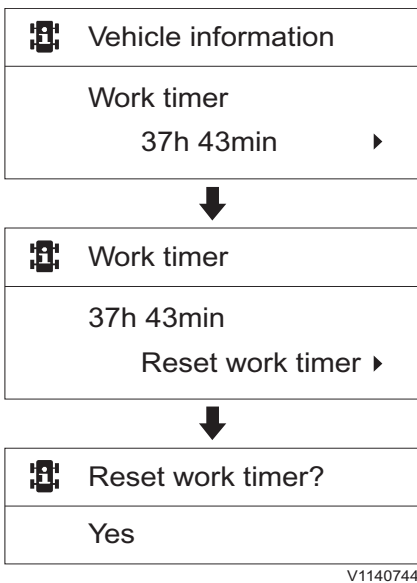 Vehicle information
Work timer
37h 43min
Work timer
37h 43min
Reset work timer
Reset work timer?
Yes
V1140744